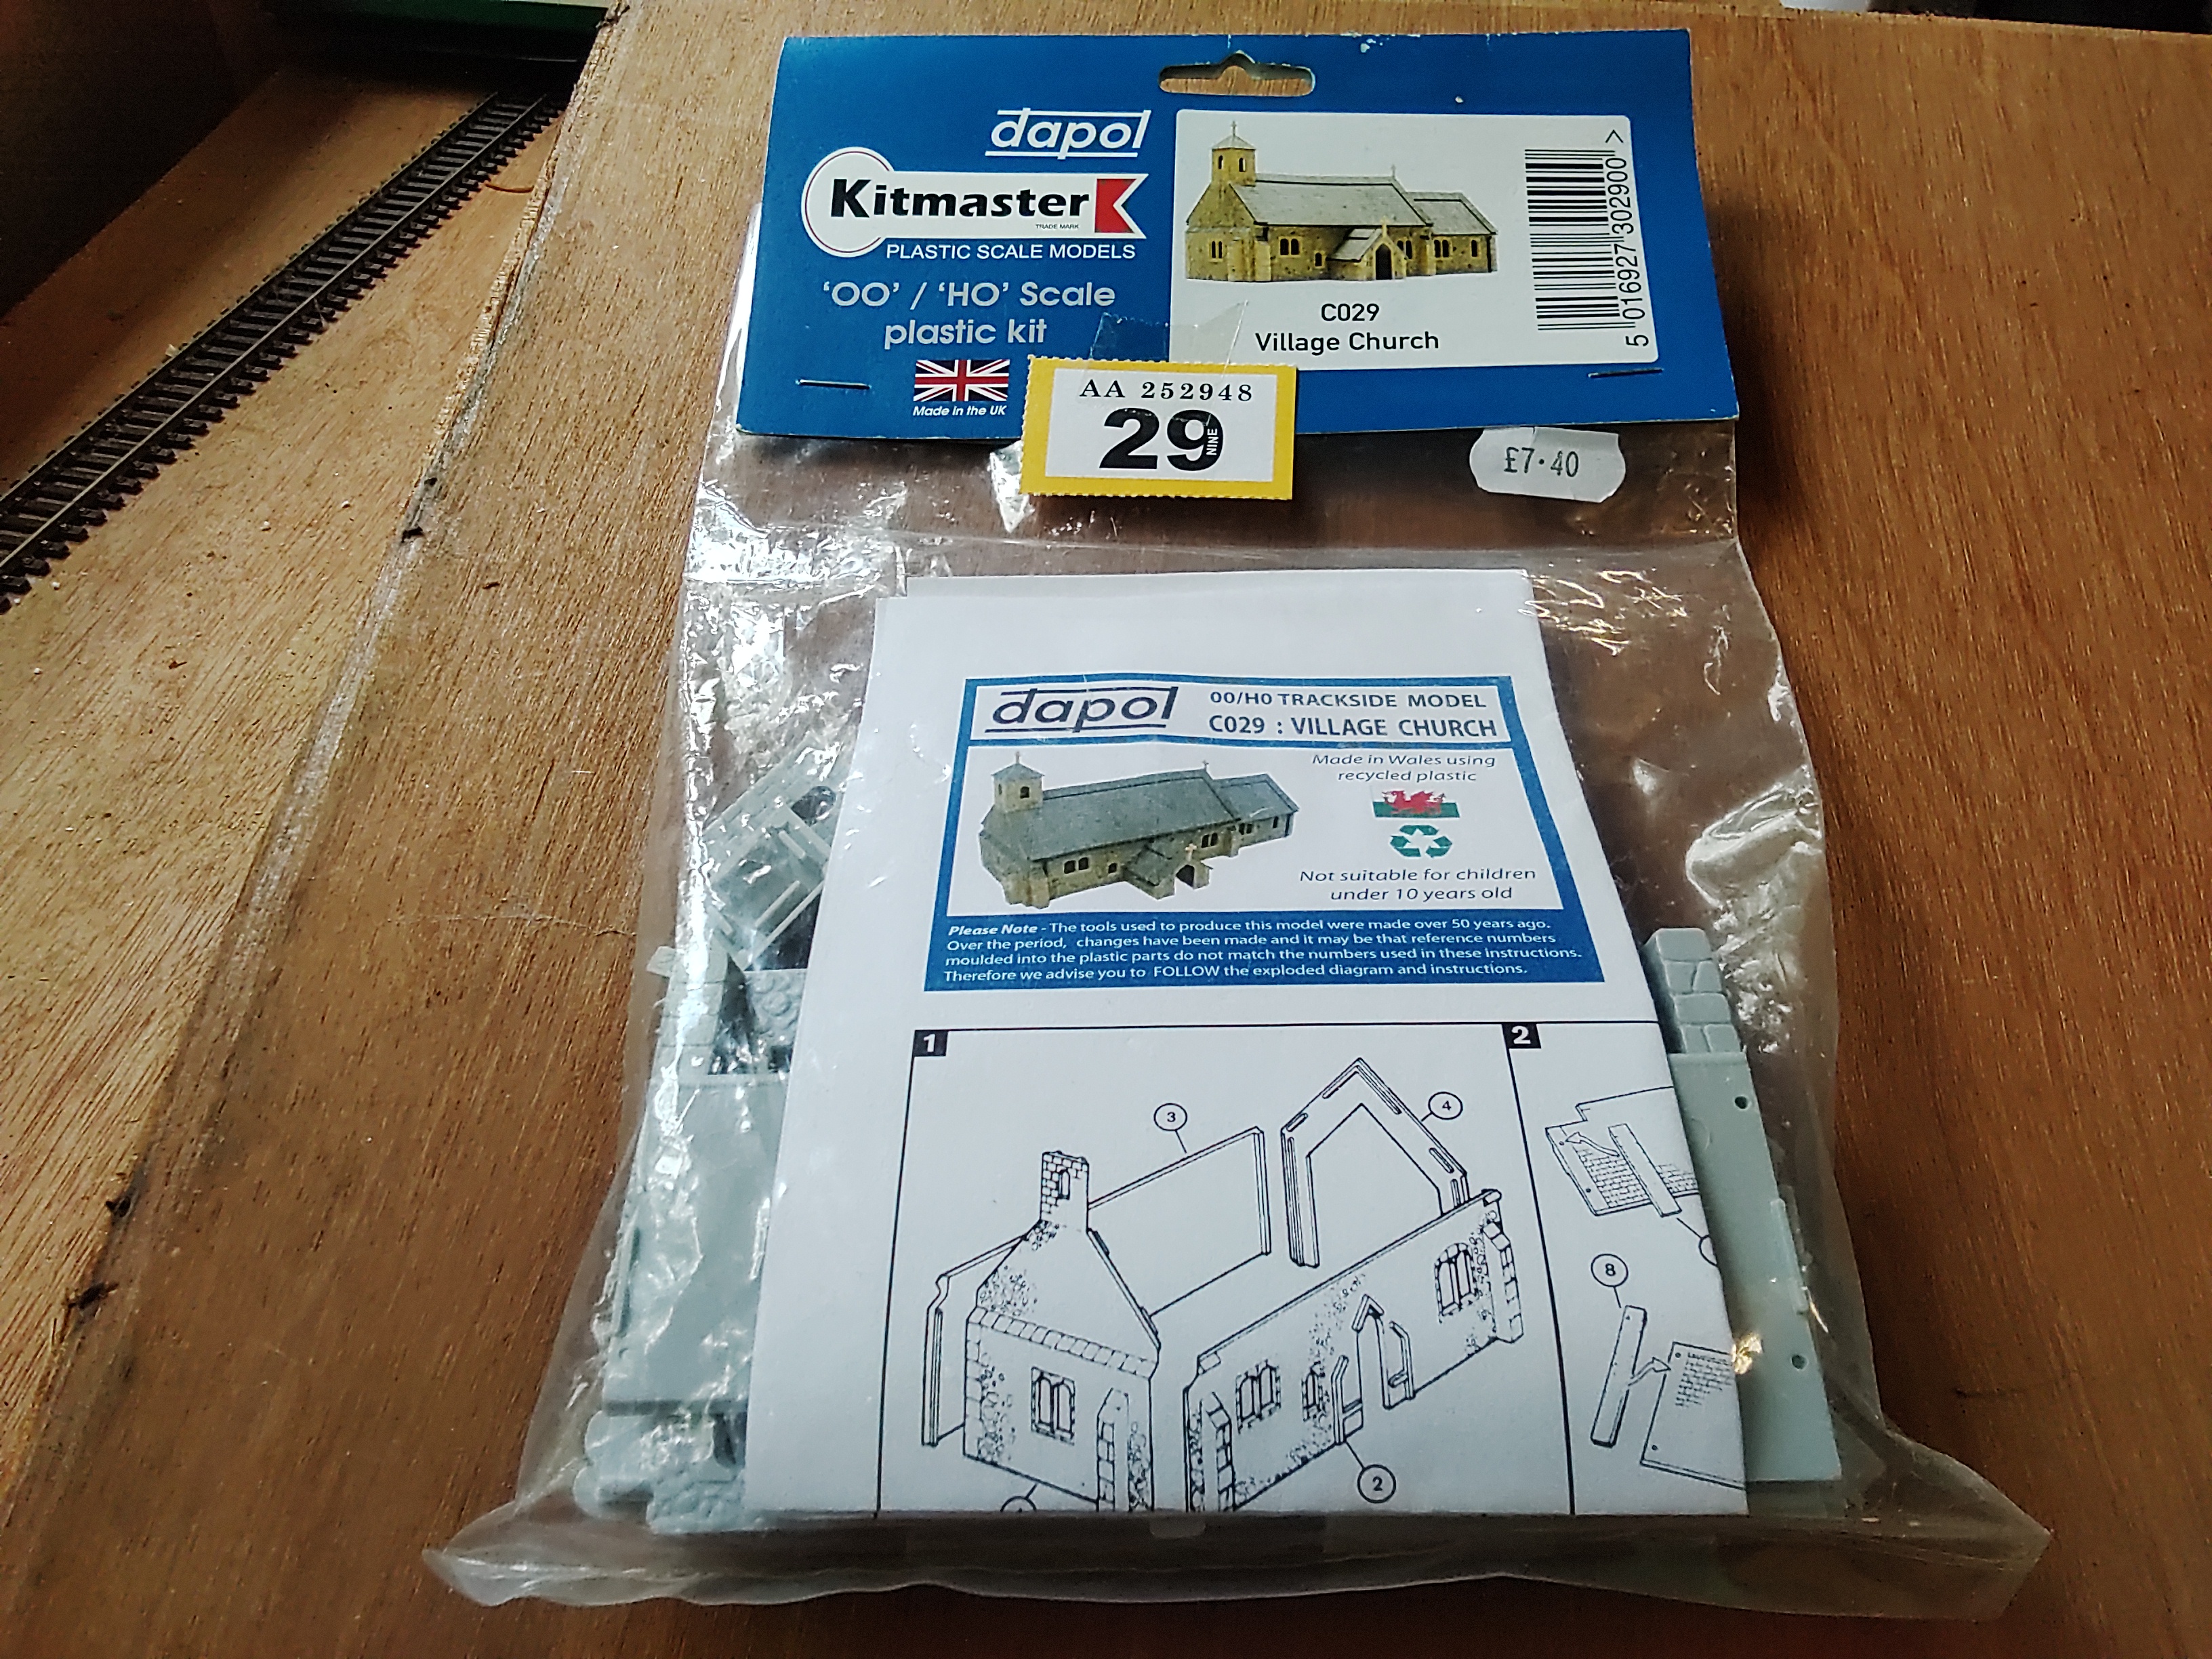 dapol
Kitmaster
TRADE MARK
PLASTIC SCALE MODELS
'OO' / 'HO' Scale
plastic kit
Made in the UK
C029
Village Church
5 016927 302900 >
AA 252948
29
NINE
£7·40
dapol
00/H0 TRACKSIDE MODEL
C029 : VILLAGE CHURCH
Made in Wales using
recycled plastic
Not suitable for children
under 10 years old
Please Note - The tools used to produce this model were made over 50 years ago.
Over the period, changes have been made and it may be that reference numbers
moulded into the plastic parts do not match the numbers used in these instructions.
Therefore we advise you to FOLLOW the exploded diagram and instructions.
1
2
3
4
8
2